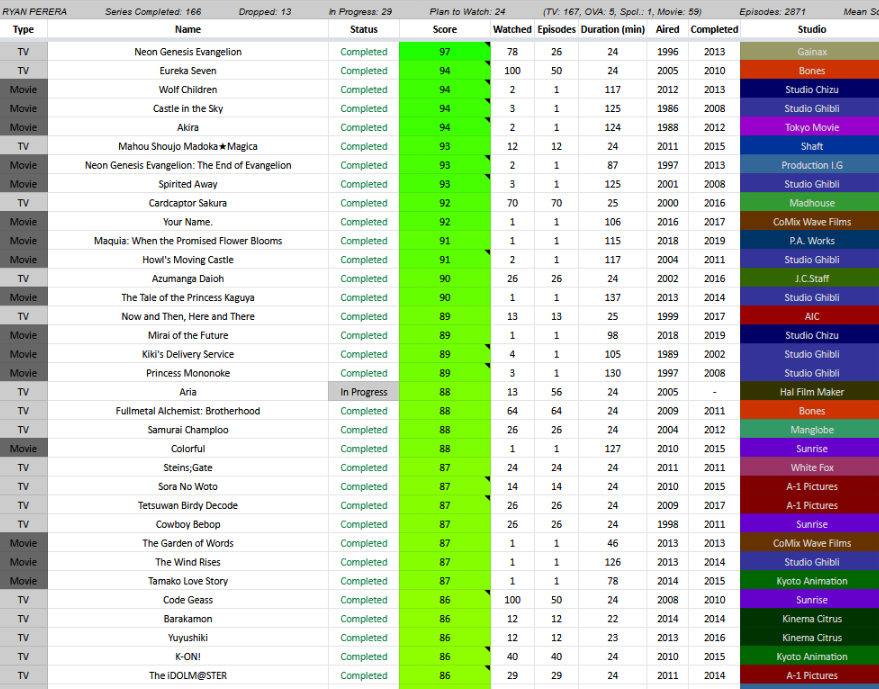 RYAN PERERA Series Completed: 166 Dropped: 13 In Progress: 29 Plan to Watch: 24 (TV: 167, OVA: 5, Spcl.: 1, Movie: 59) Episodes: 2871 Mean Sc
Type Name Status Score Watched Episodes Duration (min) Aired Completed Studio
TV Neon Genesis Evangelion Completed 97 78 26 24 1996 2013 Gainax
TV Eureka Seven Completed 94 100 50 24 2005 2010 Bones
Movie Wolf Children Completed 94 2 1 117 2012 2013 Studio Chizu
Movie Castle in the Sky Completed 94 3 1 125 1986 2008 Studio Ghibli
Movie Akira Completed 94 2 1 124 1988 2012 Tokyo Movie
TV Mahou Shoujo Madoka★Magica Completed 93 12 12 24 2011 2015 Shaft
Movie Neon Genesis Evangelion: The End of Evangelion Completed 93 2 1 87 1997 2013 Production I.G
Movie Spirited Away Completed 93 3 1 125 2001 2008 Studio Ghibli
TV Cardcaptor Sakura Completed 92 70 70 25 2000 2016 Madhouse
Movie Your Name. Completed 92 1 1 106 2016 2017 CoMix Wave Films
Movie Maquia: When the Promised Flower Blooms Completed 91 1 1 115 2018 2019 P.A. Works
Movie Howl's Moving Castle Completed 91 2 1 117 2004 2011 Studio Ghibli
TV Azumanga Daioh Completed 90 26 26 24 2002 2016 J.C.Staff
Movie The Tale of the Princess Kaguya Completed 90 1 1 137 2013 2014 Studio Ghibli
TV Now and Then, Here and There Completed 89 13 13 25 1999 2017 AIC
Movie Mirai of the Future Completed 89 1 1 98 2018 2019 Studio Chizu
Movie Kiki's Delivery Service Completed 89 4 1 105 1989 2002 Studio Ghibli
Movie Princess Mononoke Completed 89 3 1 130 1997 2008 Studio Ghibli
TV Aria In Progress 88 13 56 24 2005 - Hal Film Maker
TV Fullmetal Alchemist: Brotherhood Completed 88 64 64 24 2009 2011 Bones
TV Samurai Champloo Completed 88 26 26 24 2004 2012 Manglobe
Movie Colorful Completed 88 1 1 127 2010 2015 Sunrise
TV Steins;Gate Completed 87 24 24 24 2011 2011 White Fox
TV Sora No Woto Completed 87 14 14 24 2010 2015 A-1 Pictures
TV Tetsuwan Birdy Decode Completed 87 26 26 24 2009 2017 A-1 Pictures
TV Cowboy Bebop Completed 87 26 26 24 1998 2011 Sunrise
Movie The Garden of Words Completed 87 1 1 46 2013 2013 CoMix Wave Films
Movie The Wind Rises Completed 87 1 1 126 2013 2014 Studio Ghibli
Movie Tamako Love Story Completed 87 1 1 78 2014 2015 Kyoto Animation
TV Code Geass Completed 86 100 50 24 2008 2010 Sunrise
TV Barakamon Completed 86 12 12 22 2014 2014 Kinema Citrus
TV Yuyushiki Completed 86 12 12 23 2013 2016 Kinema Citrus
TV K-ON! Completed 86 40 40 24 2010 2015 Kyoto Animation
TV The iDOLM@STER Completed 86 29 29 24 2011 2014 A-1 Pictures